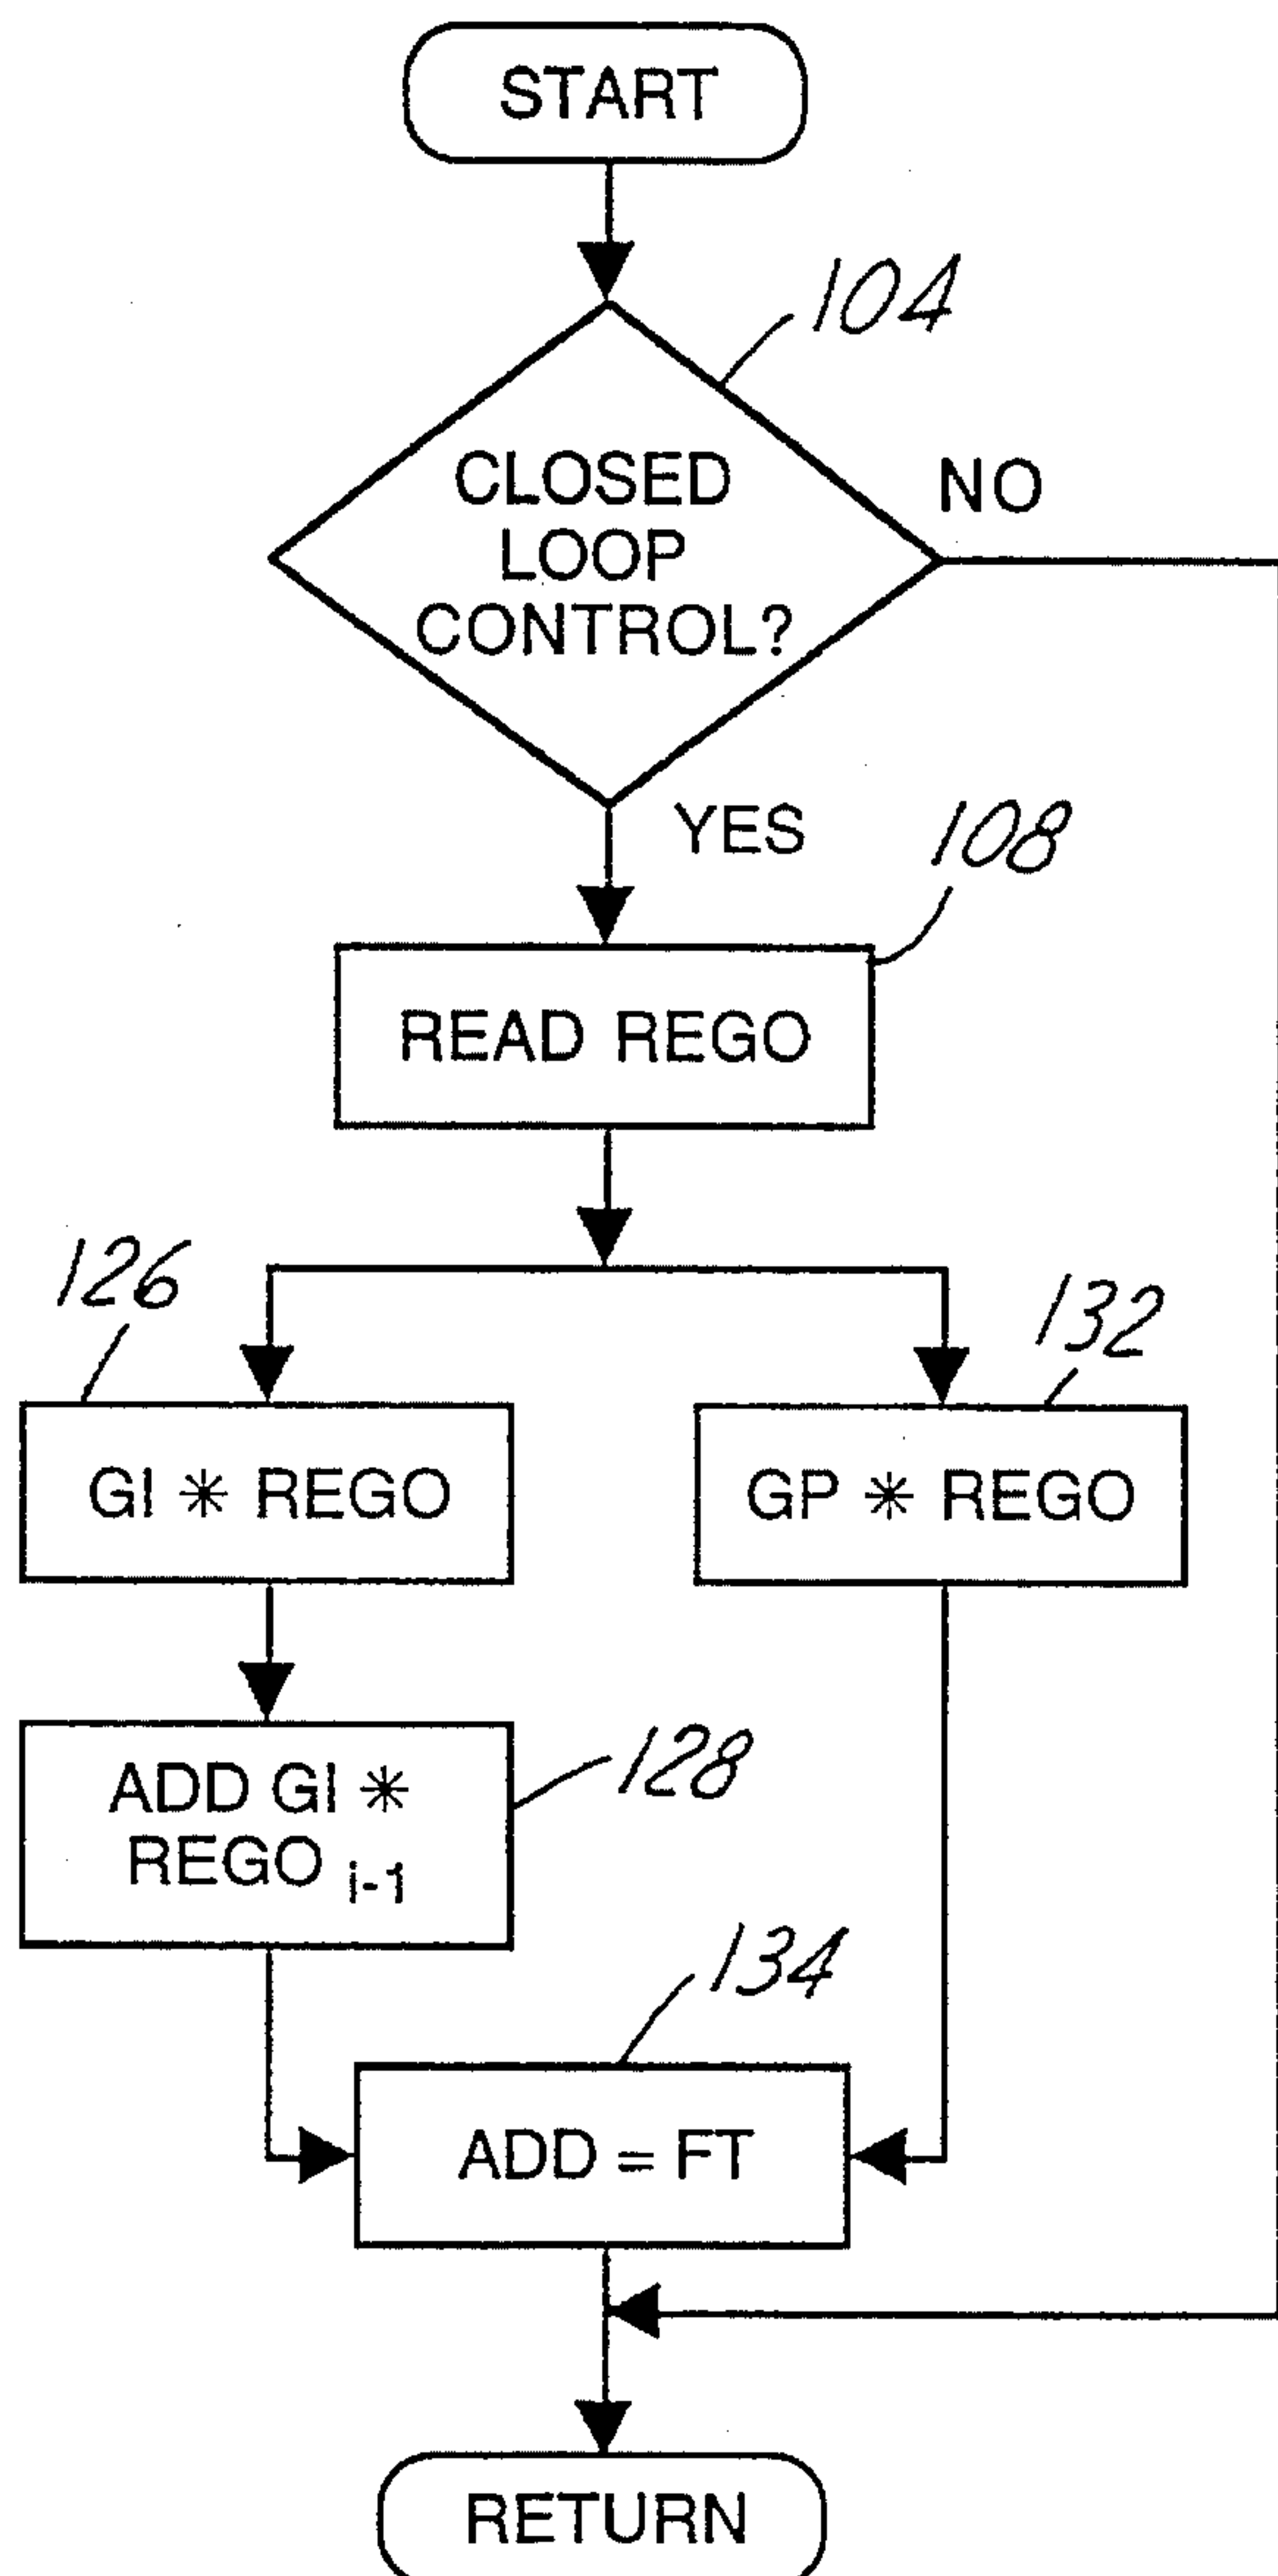 START
104
CLOSED
LOOP
CONTROL?
NO
YES
108
READ REGO
126
132
GI * REGO
GP * REGO
ADD GI *
REGO i-1
128
134
ADD = FT
RETURN